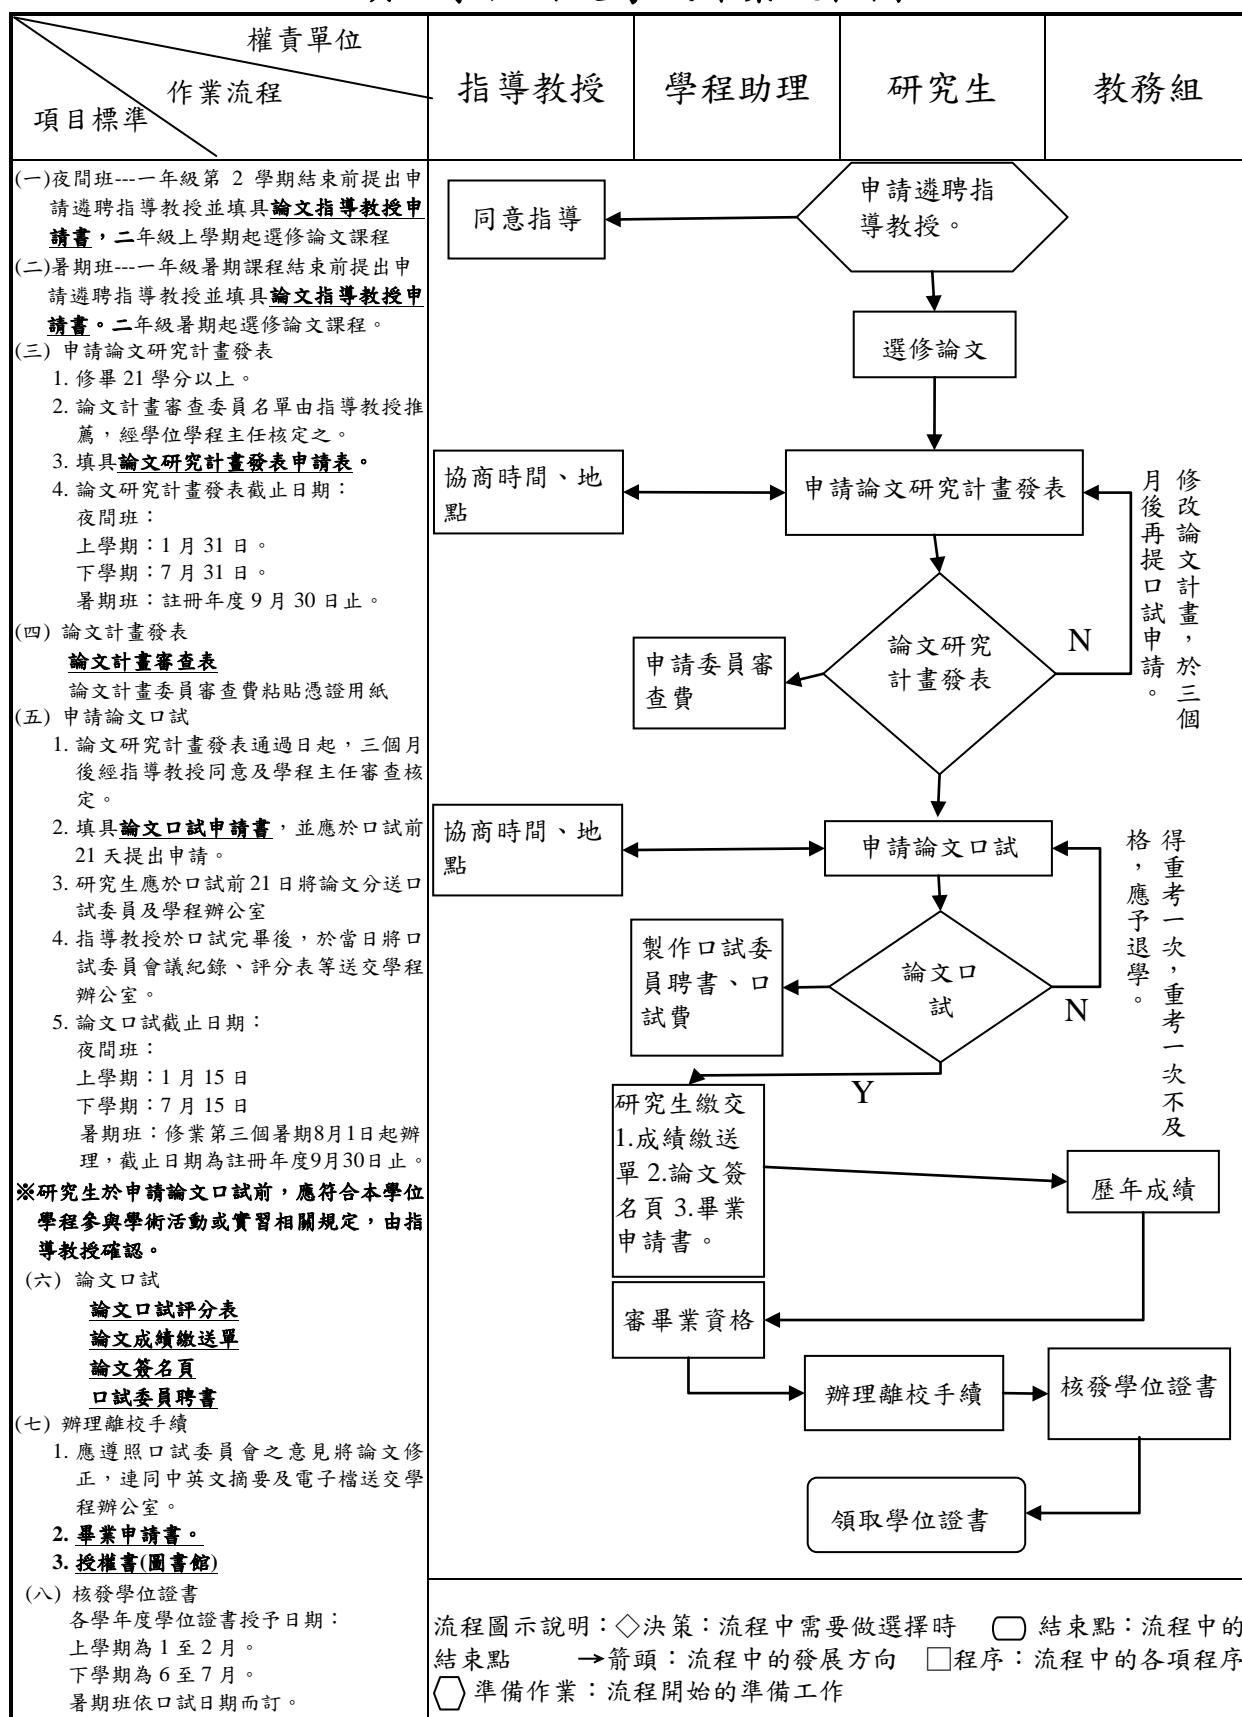 權責單位
作業流程
項目標準
指導教授
學程助理
研究生
教務組
(一)夜間班---一年級第 2 學期結束前提出申
請遴聘指導教授並填具論文指導教授申
請書，二年級上學期起選修論文課程
(二)暑期班---一年級暑期課程結束前提出申
請遴聘指導教授並填具論文指導教授申
請書。二年級暑期起選修論文課程。
(三) 申請論文研究計畫發表
1. 修畢 21 學分以上。
2. 論文計畫審查委員名單由指導教授推
薦，經學位學程主任核定之。
3. 填具論文研究計畫發表申請表。
4. 論文研究計畫發表截止日期：
夜間班：
上學期：1 月 31 日。
下學期：7 月 31 日。
暑期班：註冊年度 9 月 30 日止。
(四) 論文計畫發表
論文計畫審查表
論文計畫委員審查費粘貼憑證用紙
(五) 申請論文口試
1. 論文研究計畫發表通過日起，三個月
後經指導教授同意及學程主任審查核
定。
2. 填具論文口試申請書，並應於口試前
21 天提出申請。
3. 研究生應於口試前 21 日將論文分送口
試委員及學程辦公室
4. 指導教授於口試完畢後，於當日將口
試委員會議紀錄、評分表等送交學程
辦公室。
5. 論文口試截止日期：
夜間班：
上學期：1 月 15 日
下學期：7 月 15 日
暑期班：修業第三個暑期8月1日起辦
理，截止日期為註冊年度9月30日止。
※研究生於申請論文口試前，應符合本學位
學程參與學術活動或實習相關規定，由指
導教授確認。
(六) 論文口試
論文口試評分表
論文成績繳送單
論文簽名頁
口試委員聘書
(七) 辦理離校手續
1. 應遵照口試委員會之意見將論文修
正，連同中英文摘要及電子檔送交學
程辦公室。
2. 畢業申請書。
3. 授權書(圖書館)
(八) 核發學位證書
各學年度學位證書授予日期：
上學期為 1 至 2 月。
下學期為 6 至 7 月。
暑期班依口試日期而訂。
申請遴聘指
導教授。
同意指導
選修論文
協商時間、地
點
申請論文研究計畫發表
修改論文計畫，於三個
月後再提口試申請。
論文研究
計畫發表
N
申請委員審
查費
協商時間、地
點
申請論文口試
得重考一次，重考一次不及
格，應予退學。
製作口試委
員聘書、口
試費
論文口
試
N
Y
研究生繳交
1.成績繳送
單 2.論文簽
名頁 3.畢業
申請書。
歷年成績
審畢業資格
辦理離校手續
核發學位證書
領取學位證書
流程圖示說明：◇決策：流程中需要做選擇時 結束點：流程中的
結束點 →箭頭：流程中的發展方向 □程序：流程中的各項程序
準備作業：流程開始的準備工作